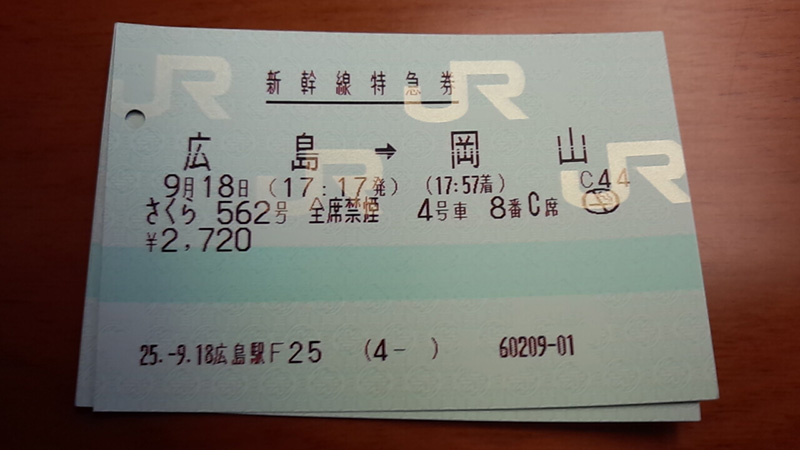 新幹線特急券
広島 → 岡山
9月18日 (17:17発) (17:57着) C44
さくら 562号 全席禁煙 4号車 8番C席
¥2,720
25.-9.18広島駅F25 (4- ) 60209-01